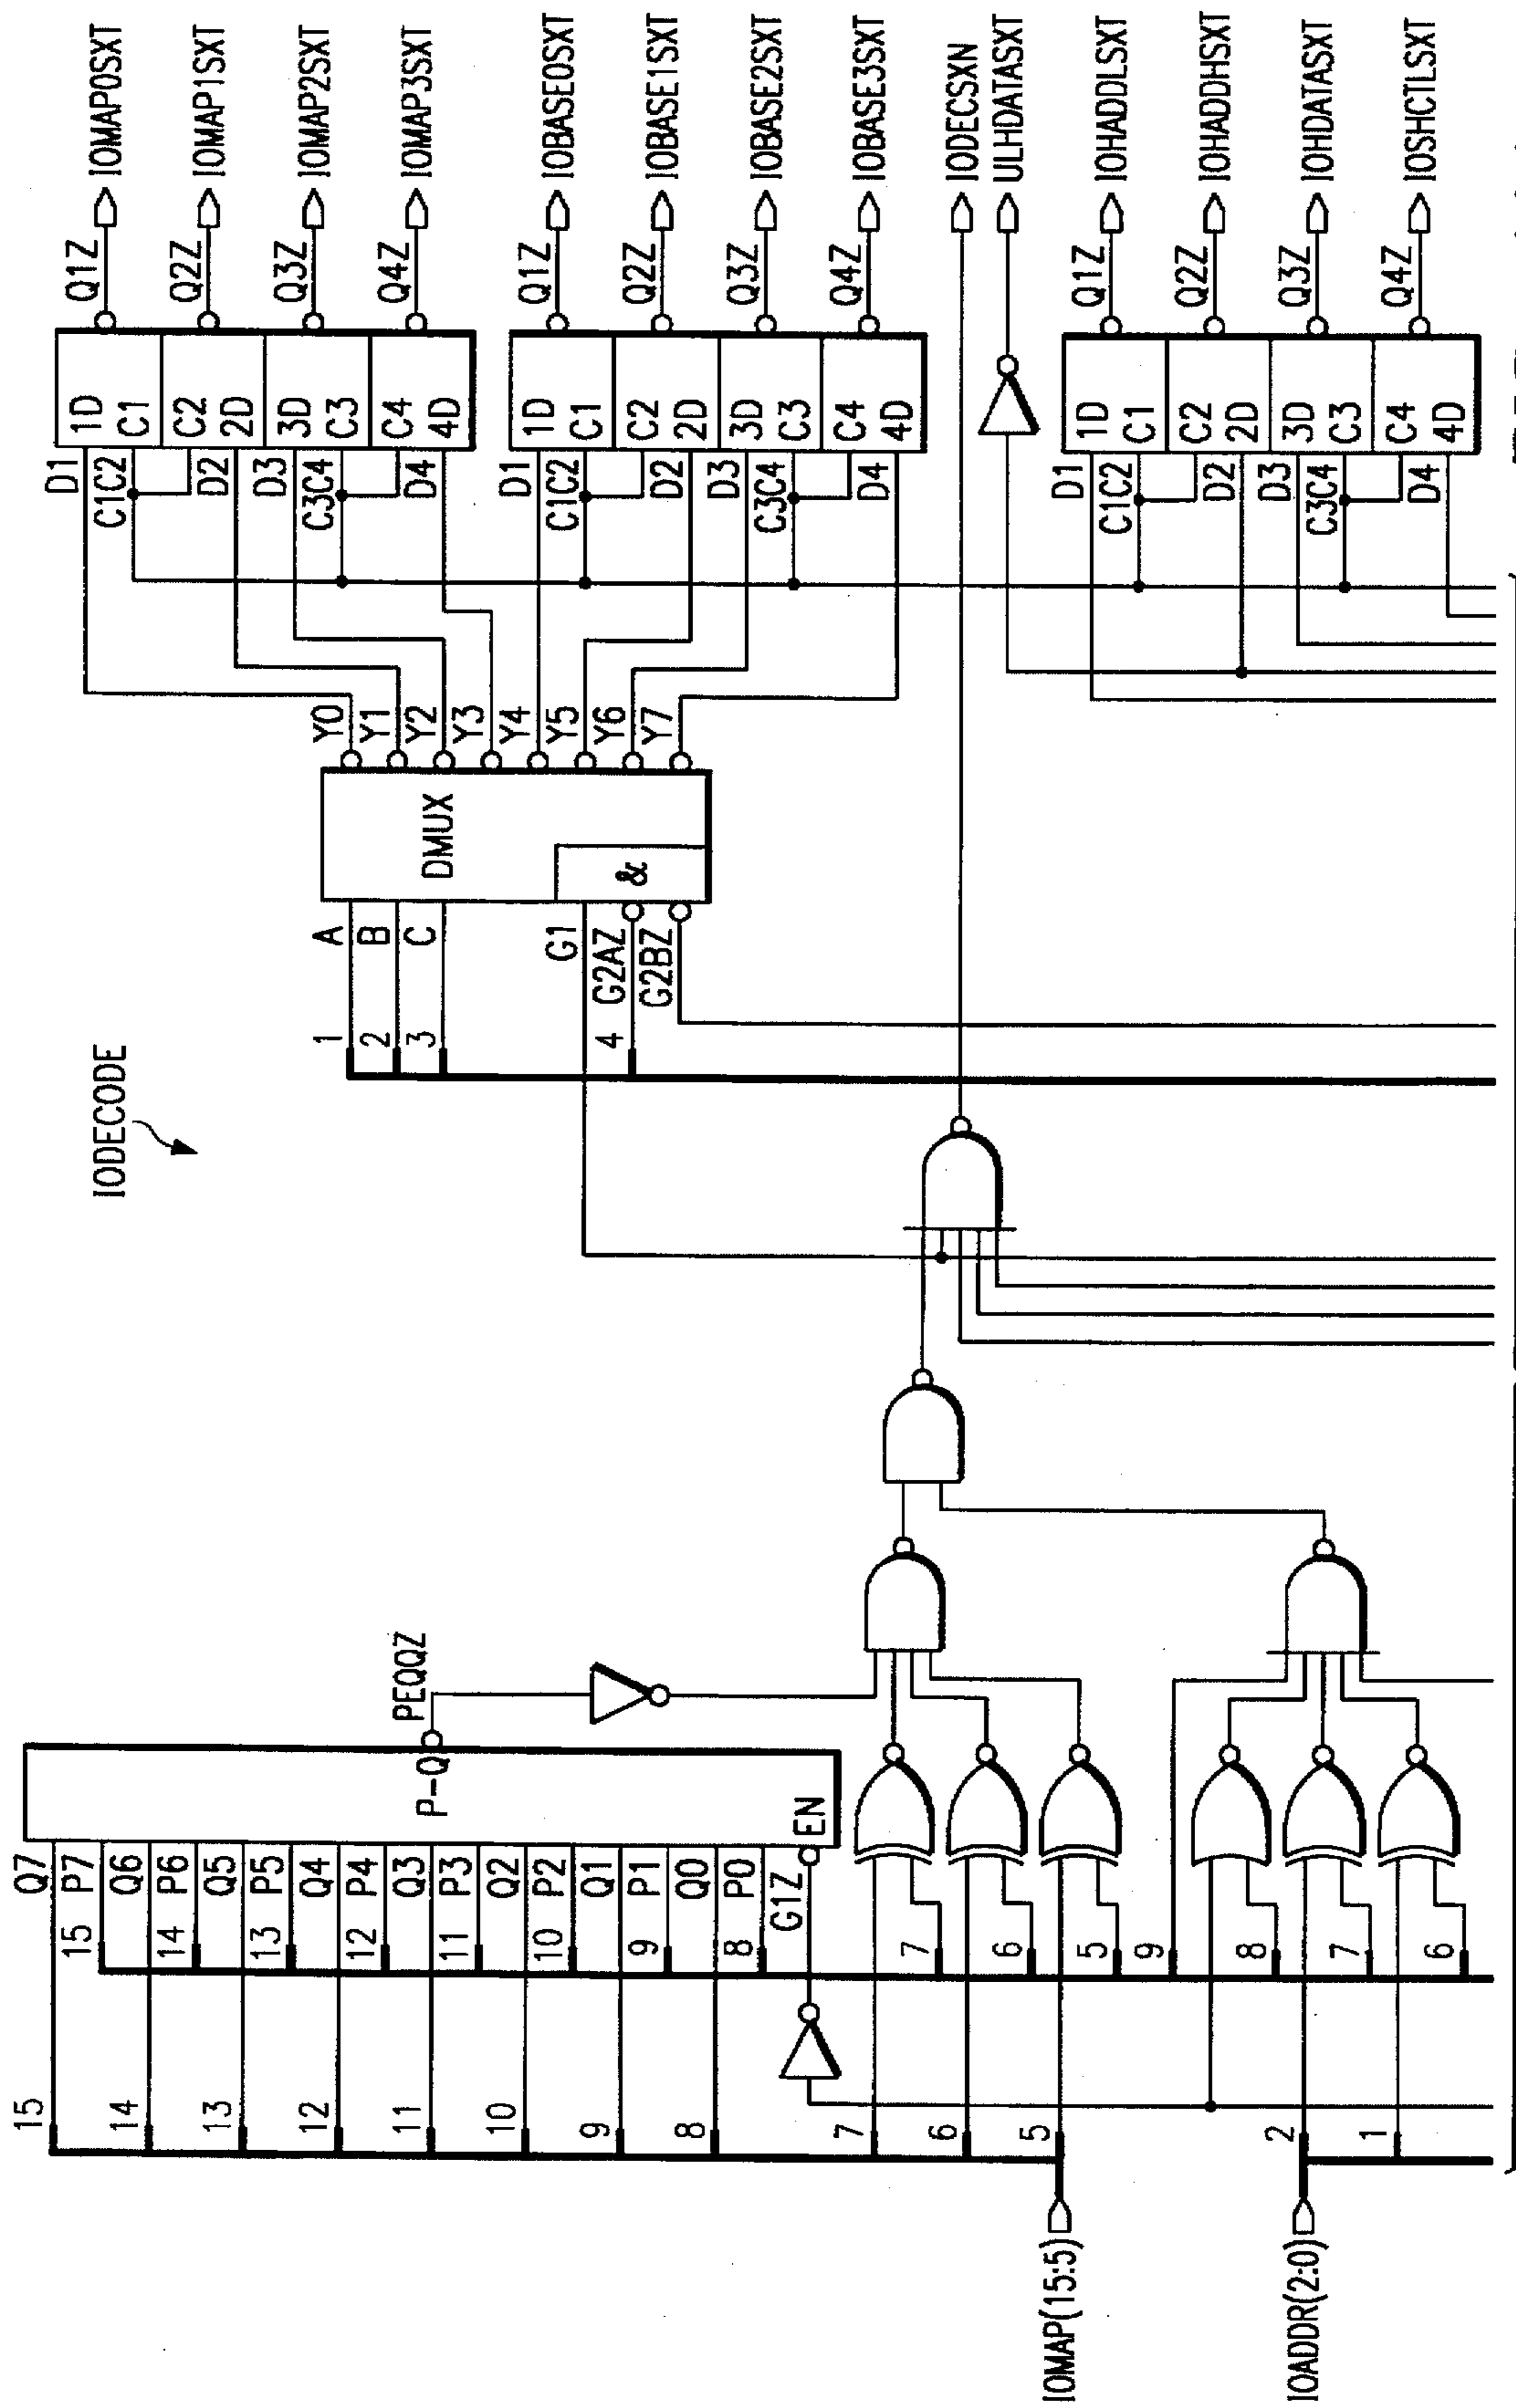 IODECODE
15
14
13
12
11
10
9
8
7
6
5
2
1
IOMAP(15:5)
IOADDR(2:0)
Q7
15 P7
Q6
14 P6
Q5
13 P5
Q4
12 P4
Q3
11 P3
Q2
10 P2
Q1
9 P1
Q0
8 P0
G1Z
EN
P-Q
PEQQZ
7
6
5
9
8
7
6
1 A
2 B
3 C
G1
4 G2AZ
G2BZ
DMUX
&
Y0
Y1
Y2
Y3
Y4
Y5
Y6
Y7
D1 1D Q1Z IOMAP0SXT
C1C2 C1
C2 Q2Z IOMAP1SXT
D2 2D
D3 3D Q3Z IOMAP2SXT
C3C4 C3
C4 Q4Z IOMAP3SXT
D4 4D
D1 1D Q1Z IOBASE0SXT
C1C2 C1
C2 Q2Z IOBASE1SXT
D2 2D
D3 3D Q3Z IOBASE2SXT
C3C4 C3
C4 Q4Z IOBASE3SXT
D4 4D
IODECSXN
ULHDATASXT
D1 1D Q1Z IOHADDLSXT
C1C2 C1
C2 Q2Z IOHADDHSXT
D2 2D
D3 3D Q3Z IOHDATASXT
C3C4 C3
C4 Q4Z IOSHCTLSXT
D4 4D